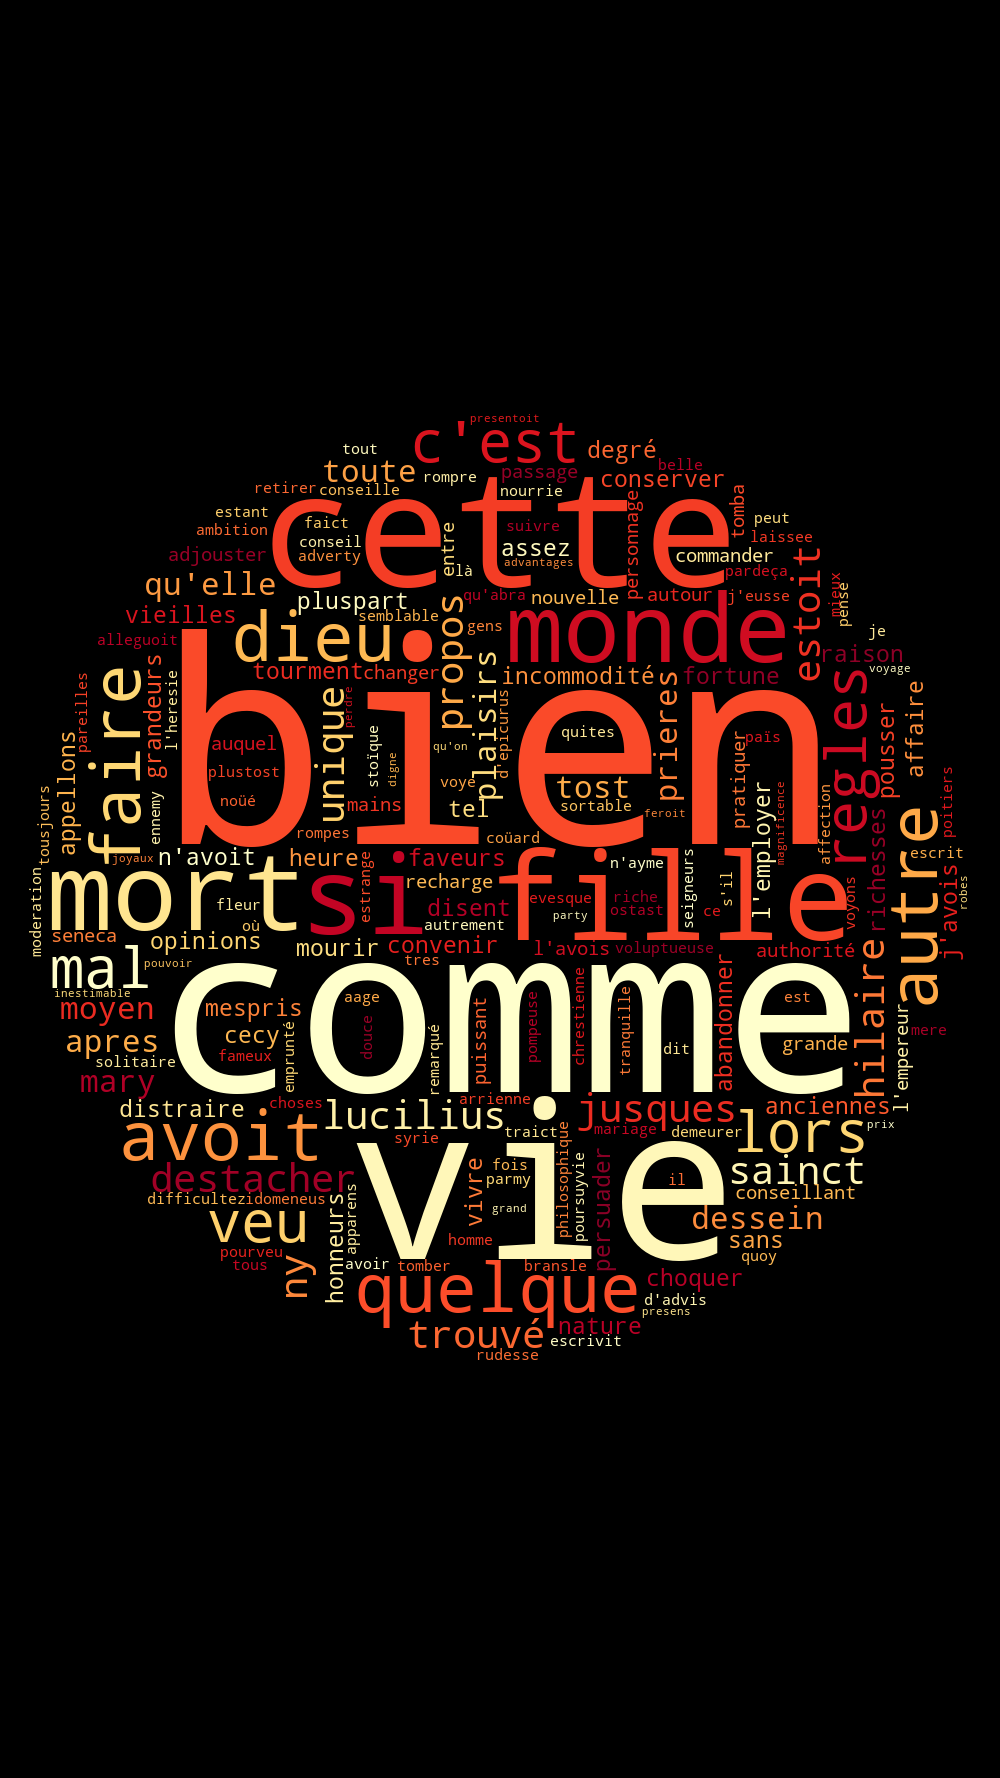 presentoit
c'est
tout
degré
toute
belle
rompre
passage
conserver
retirer
conseille
nourrie
cette
personnage
tomba
estant
faict
suivre
peut
ambition
conseil
entre
assez
laissee
adjouster
adverty
advantages
commander
là
pardeça
qu'elle
estoit
mieux
pense
pluspart
qu'abra
nouvelle
autour
j'eusse
vieilles
semblable
propos
monde
dieu
gens
je
alleguoit
raison
voyage
tourment
changer
plaisirs
incommodité
fortune
regles
faire
grandeurs
l'heresie
pareilles
bien
unique
perdre
d'epicurus
prieres
pousser
affaire
appellons
auquel
stoïque
qu'on
quites
pratiquer
païs
plustost
digne
voye
tost
l'employer
magnificence
tousjours
ennemy
noüé
mains
tel
sortable
feroit
affection
richesses
poitiers
rompes
coüard
autre
joyaux
n'avoit
heure
estrange
faveurs
n'ayme
seigneurs
escrit
j'avois
robes
mort
si
fille
recharge
evesque
riche
s'il
voyons
moderation
fleur
disent
party
ostast
ce
seneca
où
autrement
opinions
mourir
convenir
l'avois
voluptueuse
authorité
hilaire
mal
pouvoir
tres
abandonner
inestimable
comme
aage
est
moyen
mespris
puissant
pompeuse
chrestienne
tranquille
l'empereur
mere
apres
cecy
emprunté
douce
remarqué
dit
grande
solitaire
fameux
mary
arrienne
distraire
choses
lucilius
jusques
anciennes
prix
avoit
syrie
traict
mariage
demeurer
lors
vie
destacher
vivre
fois
philosophique
poursuyvie
persuader
sainct
parmy
il
difficultez
idomeneus
honneurs
apparens
conseillant
veu
grand
dessein
homme
sans
pourveu
tous
ny
avoir
tomber
bransle
quoy
quelque
choquer
d'advis
presens
trouvé
nature
escrivit
rudesse